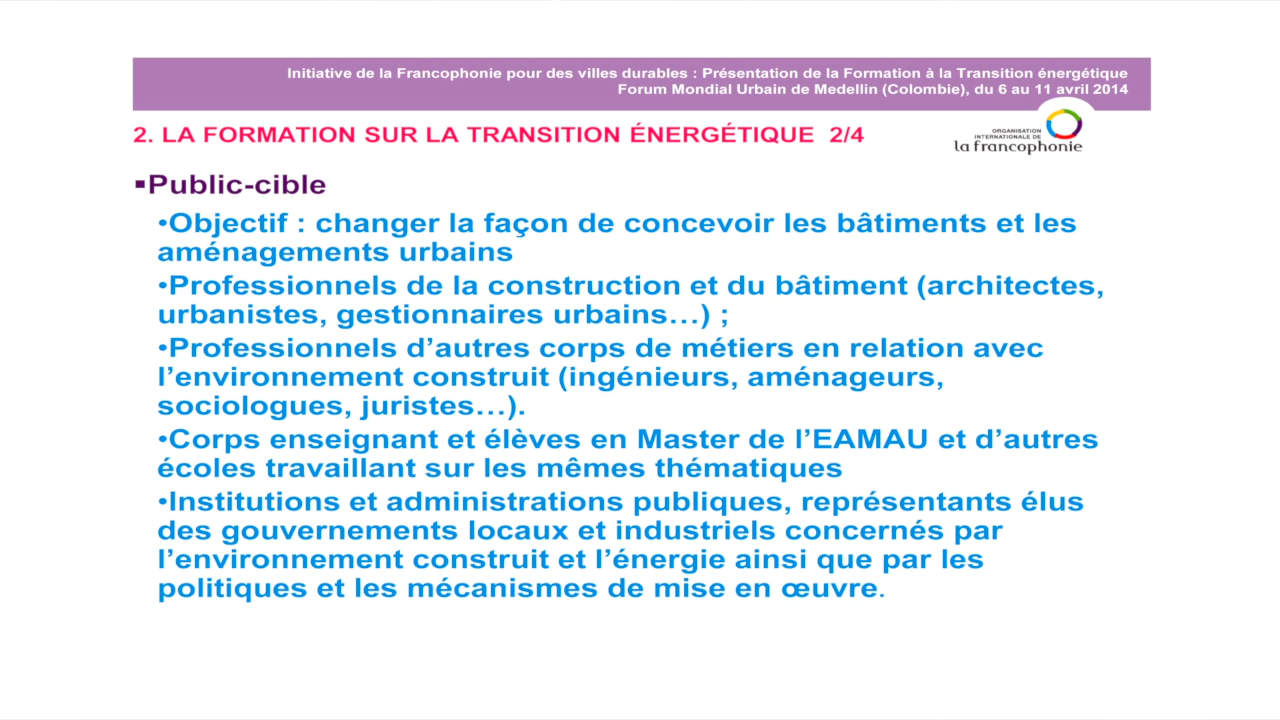 Initiative de la Francophonie pour des villes durables : Présentation de la Formation à la Transition énergétique
Forum Mondial Urbain de Medellin (Colombie), du 6 au 11 avril 2014
2. LA FORMATION SUR LA TRANSITION ÉNERGÉTIQUE 2/4
ORGANISATION
INTERNATIONALE DE
la francophonie
▪Public-cible
•Objectif : changer la façon de concevoir les bâtiments et les
aménagements urbains
•Professionnels de la construction et du bâtiment (architectes,
urbanistes, gestionnaires urbains…) ;
•Professionnels d’autres corps de métiers en relation avec
l’environnement construit (ingénieurs, aménageurs,
sociologues, juristes…).
•Corps enseignant et élèves en Master de l’EAMAU et d’autres
écoles travaillant sur les mêmes thématiques
•Institutions et administrations publiques, représentants élus
des gouvernements locaux et industriels concernés par
l’environnement construit et l’énergie ainsi que par les
politiques et les mécanismes de mise en œuvre.